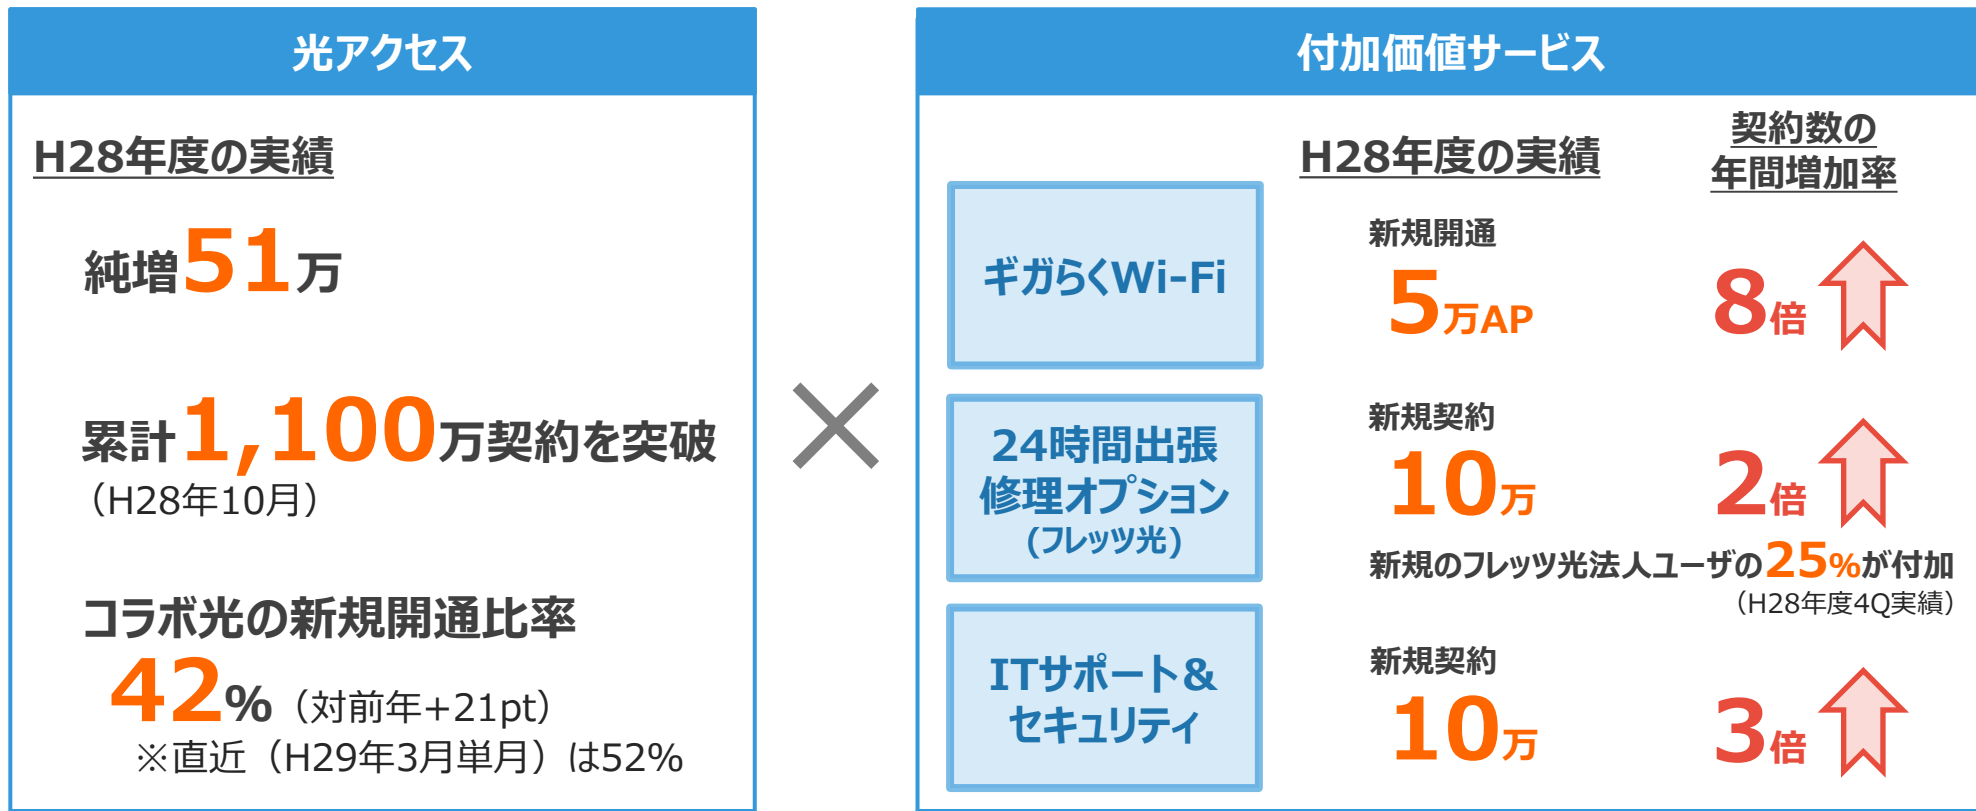 光アクセス
H28年度の実績
純増51万
累計1,100万契約を突破
（H28年10月）
コラボ光の新規開通比率
42%（対前年+21pt）
※直近（H29年3月単月）は52%
付加価値サービス
H28年度の実績
契約数の
年間増加率
ギガらくWi-Fi
新規開通
5万AP
8倍
24時間出張
修理オプション
(フレッツ光)
新規契約
10万
2倍
新規のフレッツ光法人ユーザの25%が付加
（H28年度4Q実績）
ITサポート&
セキュリティ
新規契約
10万
3倍